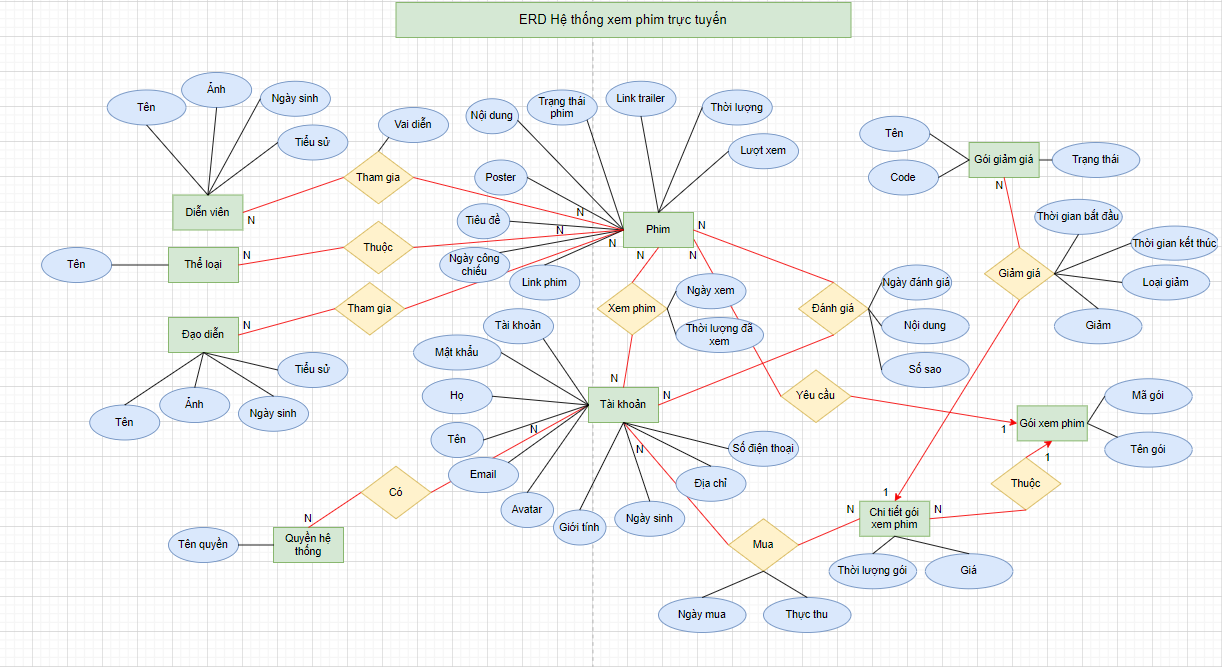 ERD Hệ thống xem phim trực tuyến
Tên
Ảnh
Ngày sinh
Tiểu sử
Diễn viên
N
Vai diễn
Tham gia
Nội dung
Trạng thái
phim
Link trailer
Thời lượng
Lượt xem
Poster
Tiêu đề
Ngày công
chiếu
Link phim
Phim
N
N
N
N
N
N
Tên
Code
Gói giảm giá
Trạng thái
N
Thời gian bắt đầu
Thời gian kết thúc
Loại giảm
Giảm
Giảm giá
Tên
Thể loại
N
Thuộc
Đạo diễn
N
Tham gia
Tên
Ảnh
Ngày sinh
Tiểu sử
Xem phim
Ngày xem
Thời lượng đã
xem
N
Đánh giá
Ngày đánh giá
Nội dung
Số sao
N
Yêu cầu
1
Gói xem phim
Mã gói
Tên gói
Tài khoản
Mật khẩu
Họ
Tên
Email
Avatar
Giới tính
Ngày sinh
Địa chỉ
Số điện thoại
Tài khoản
N
N
Có
N
Tên quyền
Quyền hệ
thống
Mua
Ngày mua
Thực thu
1
N
Chi tiết gói
xem phim
N
Thời lượng gói
Giá
Thuộc
1